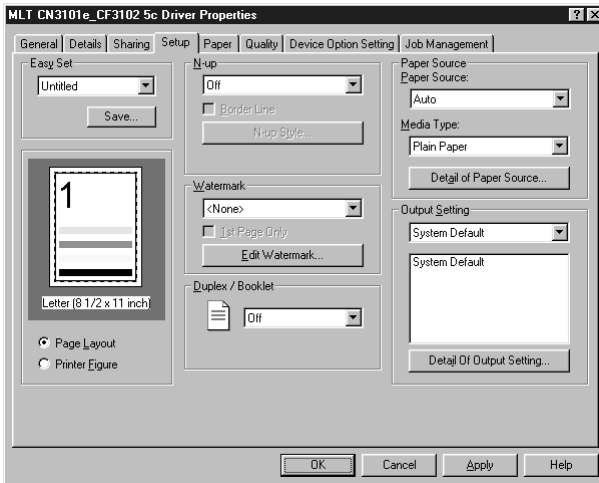 MLT CN3101e_CF3102 5c Driver Properties
General Details Sharing Setup Paper Quality Device Option Setting Job Management
Easy Set
Untitled
Save...
1
Letter (8 1/2 x 11 inch)
Page Layout
Printer Figure
N-up
Off
Border Line
N-up Style...
Watermark
<None>
1st Page Only
Edit Watermark...
Duplex / Booklet
Off
Paper Source
Paper Source:
Auto
Media Type:
Plain Paper
Detail of Paper Source...
Output Setting
System Default
System Default
Detail Of Output Setting...
OK Cancel Apply Help